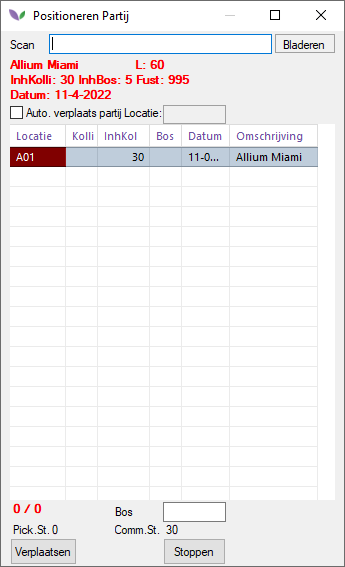 Positioneren Partij
Scan Bladeren
Allium Miami L: 60
InhKolli: 30 InhBos: 5 Fust: 995
Datum: 11-4-2022
Auto. verplaats partij Locatie:
Locatie Kolli InhKol Bos Datum Omschrijving
A01 30 11-0... Allium Miami
0 / 0 Bos
Pick.St. 0 Comm.St. 30
Verplaatsen Stoppen